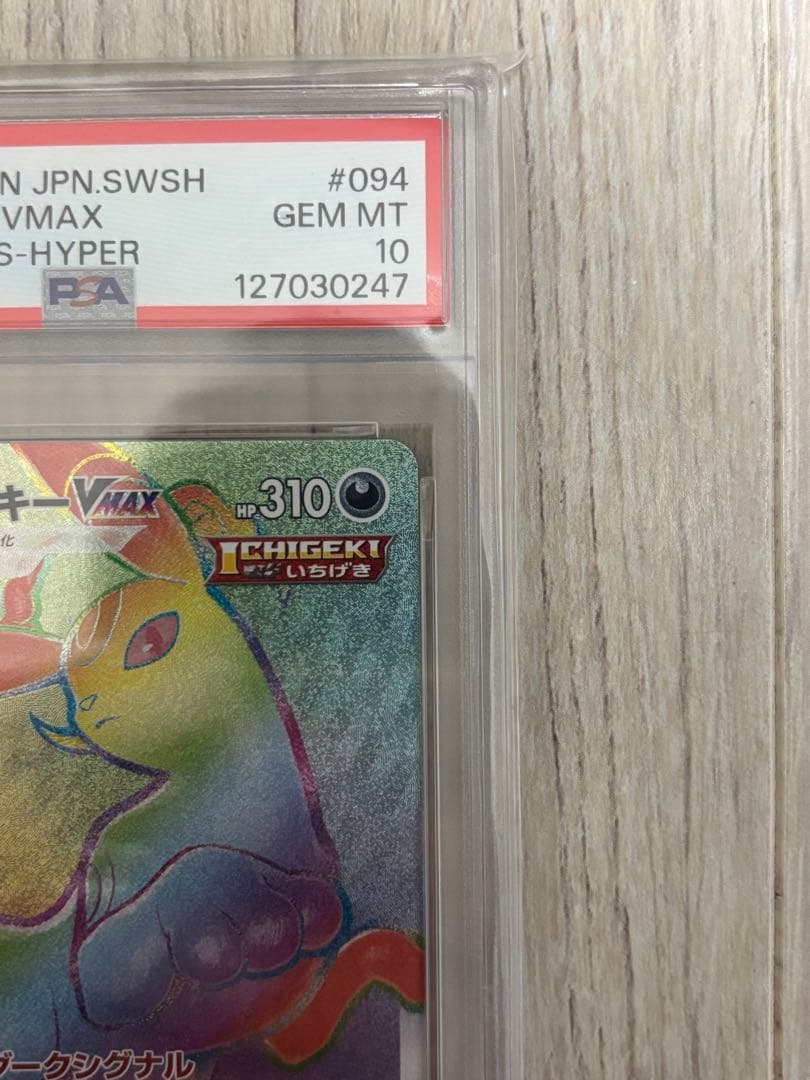 N JPN.SWSH #094
VMAX GEM MT
S-HYPER 10
PSA 127030247
キーVMAX HP310
化
ICHIGEKI
いちげき
ダークシグナル